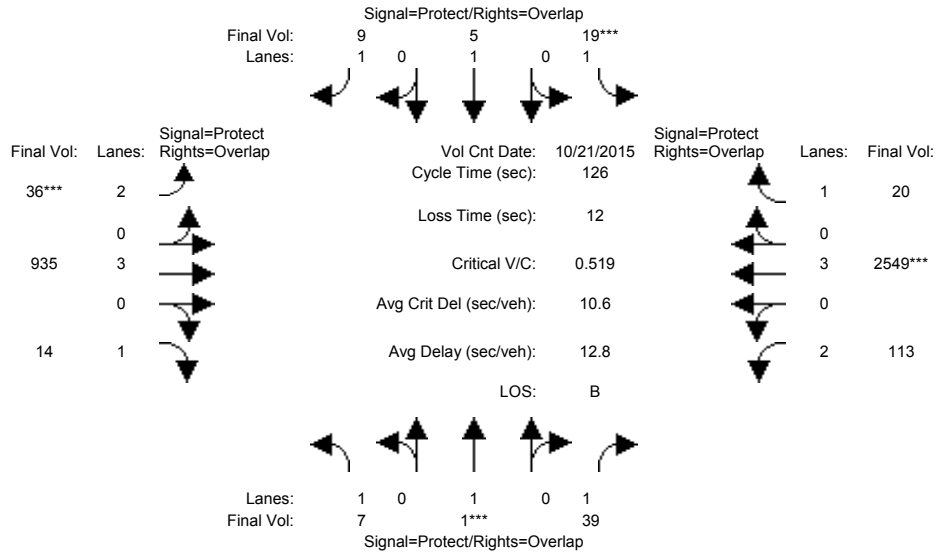 Signal=Protect/Rights=Overlap
Final Vol: 9 5 19***
Lanes: 1 0 1 0 1
Signal=Protect
Final Vol: Lanes: Rights=Overlap
Vol Cnt Date: 10/21/2015
Signal=Protect
Rights=Overlap Lanes: Final Vol:
Cycle Time (sec): 126
36*** 2
1 20
Loss Time (sec): 12
0
0
935 3
Critical V/C: 0.519
3 2549***
0
Avg Crit Del (sec/veh): 10.6
0
14 1
Avg Delay (sec/veh): 12.8
2 113
LOS: B
Lanes: 1 0 1 0 1
Final Vol: 7 1*** 39
Signal=Protect/Rights=Overlap